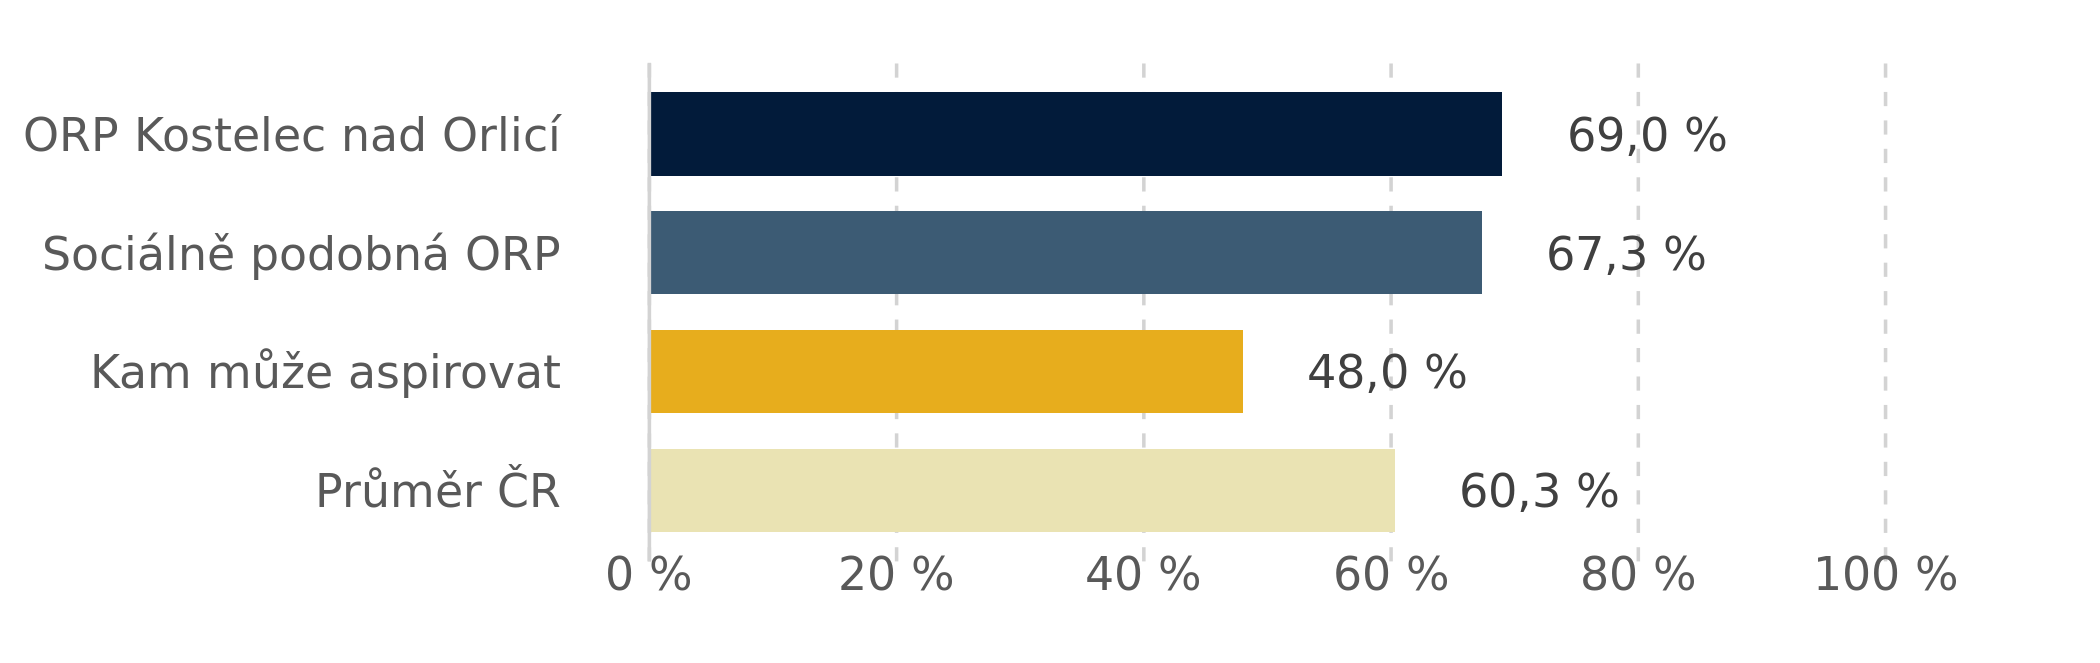 ORP Kostelec nad Orlicí 69,0 %
Sociálně podobná ORP 67,3 %
Kam může aspirovat 48,0 %
Průměr ČR 60,3 %
0 % 20 % 40 % 60 % 80 % 100 %